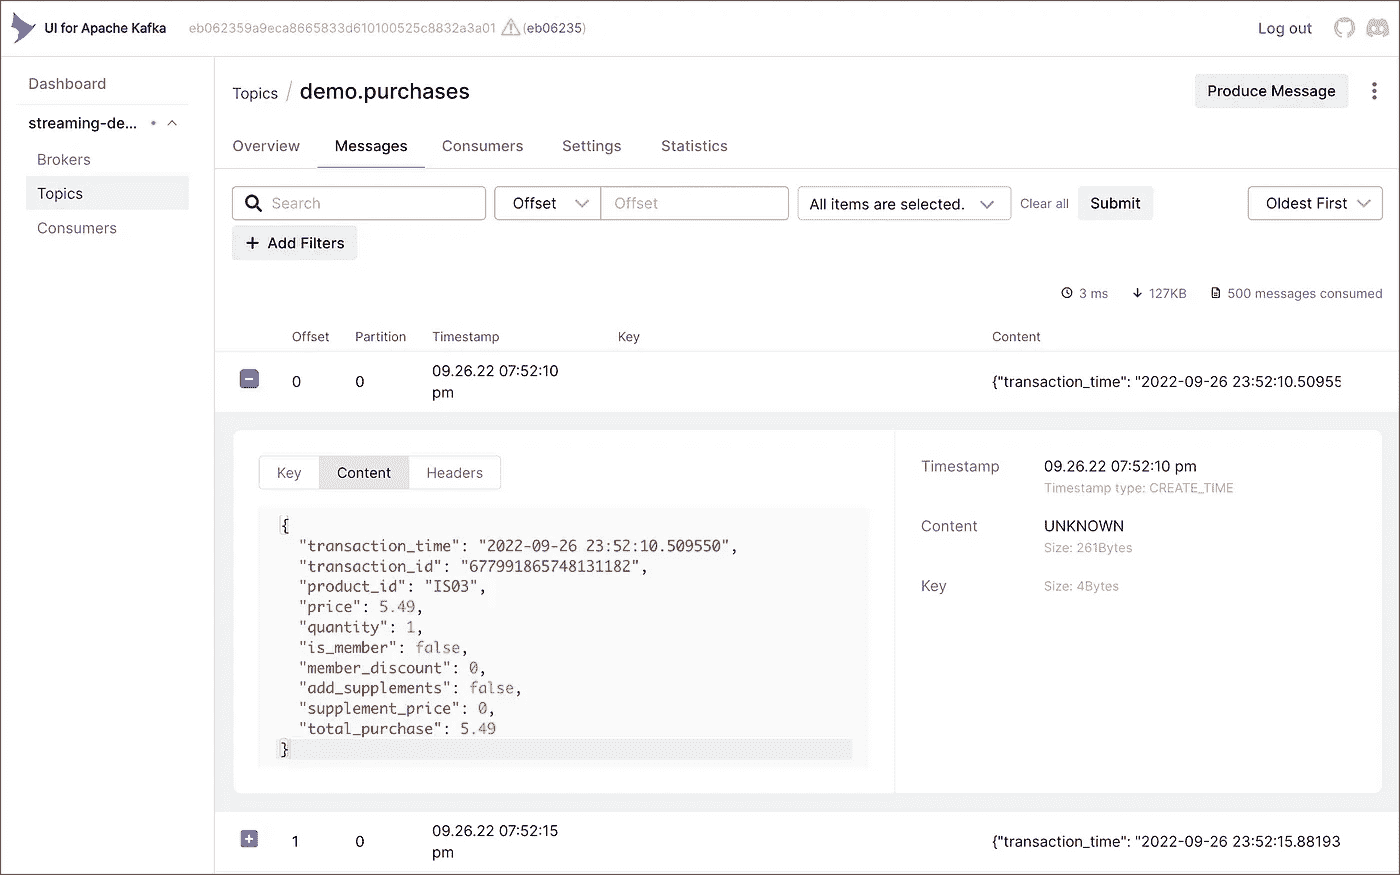 UI for Apache Kafka eb062359a9eca8665833d610100525c8832a3a01 (eb06235) Log out
Dashboard
streaming-de...
Brokers
Topics
Consumers
Topics / demo.purchases
Produce Message
Overview Messages Consumers Settings Statistics
Search Offset Offset All items are selected. Clear all Submit Oldest First
+ Add Filters
3 ms 127KB 500 messages consumed
Offset Partition Timestamp Key Content
0 0 09.26.22 07:52:10 pm {"transaction_time": "2022-09-26 23:52:10.50955
Key Content Headers
{
"transaction_time": "2022-09-26 23:52:10.509550",
"transaction_id": "677991865748131182",
"product_id": "IS03",
"price": 5.49,
"quantity": 1,
"is_member": false,
"member_discount": 0,
"add_supplements": false,
"supplement_price": 0,
"total_purchase": 5.49
}
Timestamp 09.26.22 07:52:10 pm
Timestamp type: CREATE_TIME
Content UNKNOWN
Size: 261Bytes
Key Size: 4Bytes
1 0 09.26.22 07:52:15 pm {"transaction_time": "2022-09-26 23:52:15.88193